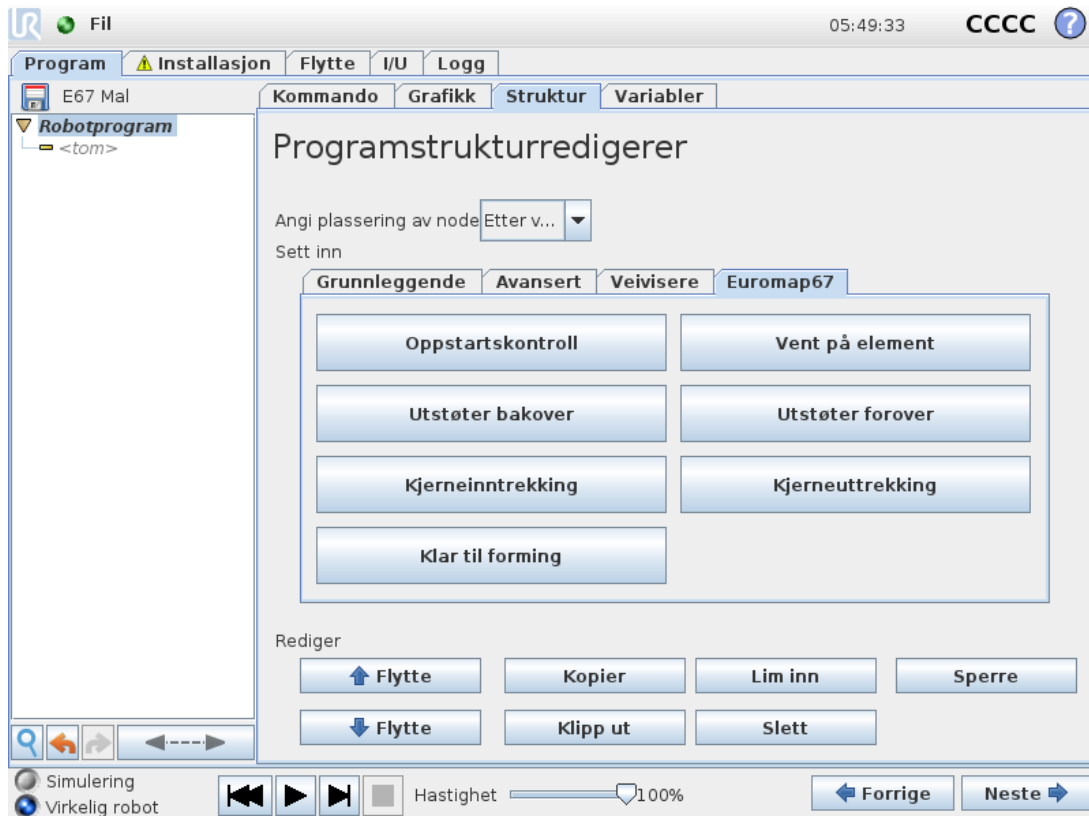 UR Fil 05:49:33 CCCC ?
Program Installasjon Flytte I/U Logg
E67 Mal
Kommando Grafikk Struktur Variabler
Robotprogram
<tom>
Programstrukturredigerer
Angi plassering av node Etter v...
Sett inn
Grunnleggende Avansert Veivisere Euromap67
Oppstartskontroll Vent på element
Utstøter bakover Utstøter forover
Kjerneinntrekking Kjerneuttrekking
Klar til forming
Rediger
Flytte Kopier Lim inn Sperre
Flytte Klipp ut Slett
Simulering
Virkelig robot
Hastighet 100%
Forrige Neste